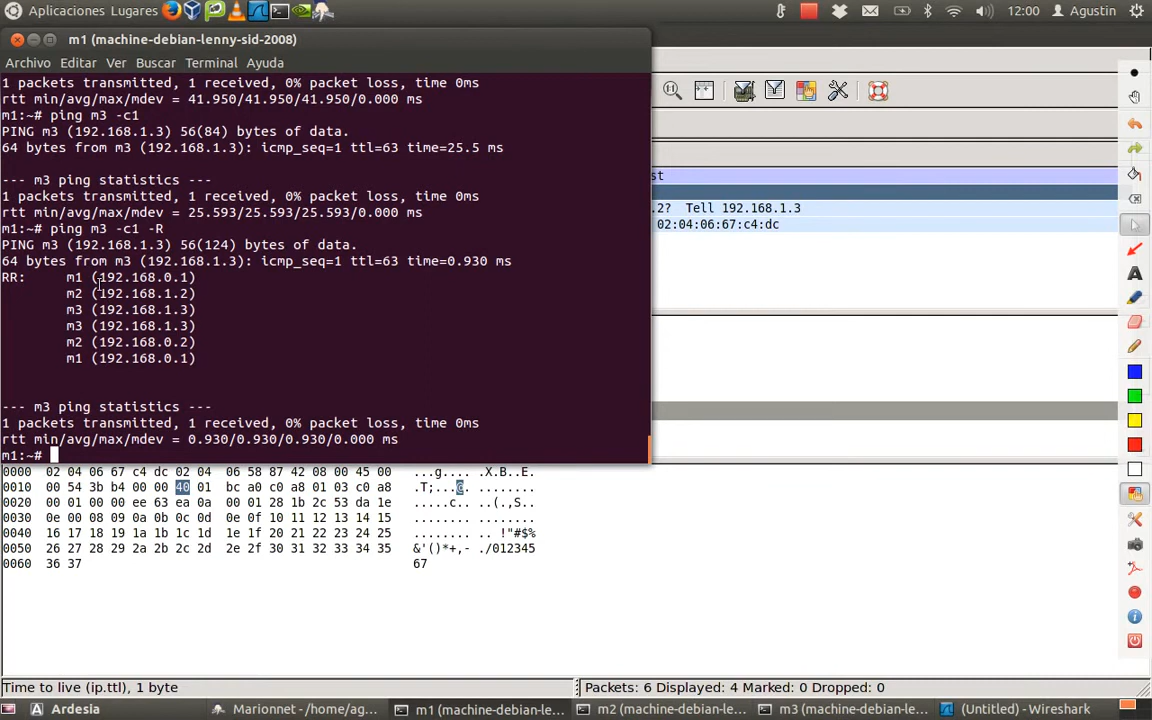 Aplicaciones Lugares 12:00 Agustin
m1 (machine-debian-lenny-sid-2008)
Archivo Editar Ver Buscar Terminal Ayuda
1 packets transmitted, 1 received, 0% packet loss, time 0ms
rtt min/avg/max/mdev = 41.950/41.950/41.950/0.000 ms
m1:~# ping m3 -c1
PING m3 (192.168.1.3) 56(84) bytes of data.
64 bytes from m3 (192.168.1.3): icmp_seq=1 ttl=63 time=25.5 ms
--- m3 ping statistics ---
1 packets transmitted, 1 received, 0% packet loss, time 0ms
rtt min/avg/max/mdev = 25.593/25.593/25.593/0.000 ms
m1:~# ping m3 -c1 -R
PING m3 (192.168.1.3) 56(124) bytes of data.
64 bytes from m3 (192.168.1.3): icmp_seq=1 ttl=63 time=0.930 ms
RR: m1 (192.168.0.1)
m2 (192.168.1.2)
m3 (192.168.1.3)
m3 (192.168.1.3)
m2 (192.168.0.2)
m1 (192.168.0.1)
--- m3 ping statistics ---
1 packets transmitted, 1 received, 0% packet loss, time 0ms
rtt min/avg/max/mdev = 0.930/0.930/0.930/0.000 ms
m1:~#
st
.2? Tell 192.168.1.3
02:04:06:67:c4:dc
0000 02 04 06 67 c4 dc 02 04 06 58 87 42 08 00 45 00 ...g.... .X.B..E.
0010 00 54 3b b4 00 00 40 01 bc a0 c0 a8 01 03 c0 a8 .T;...@. ........
0020 00 01 00 00 ee 63 ea 0a 00 01 28 1b 2c 53 da 1e .....c.. ..(.,S..
0030 0e 00 08 09 0a 0b 0c 0d 0e 0f 10 11 12 13 14 15 ........ ........
0040 16 17 18 19 1a 1b 1c 1d 1e 1f 20 21 22 23 24 25 ........ .. !"#$%
0050 26 27 28 29 2a 2b 2c 2d 2e 2f 30 31 32 33 34 35 &'()*+,- ./012345
0060 36 37 67
Time to live (ip.ttl), 1 byte Packets: 6 Displayed: 4 Marked: 0 Dropped: 0
Ardesia Marionnet - /home/ag... m1 (machine-debian-le... m2 (machine-debian-le... m3 (machine-debian-le... (Untitled) - Wireshark